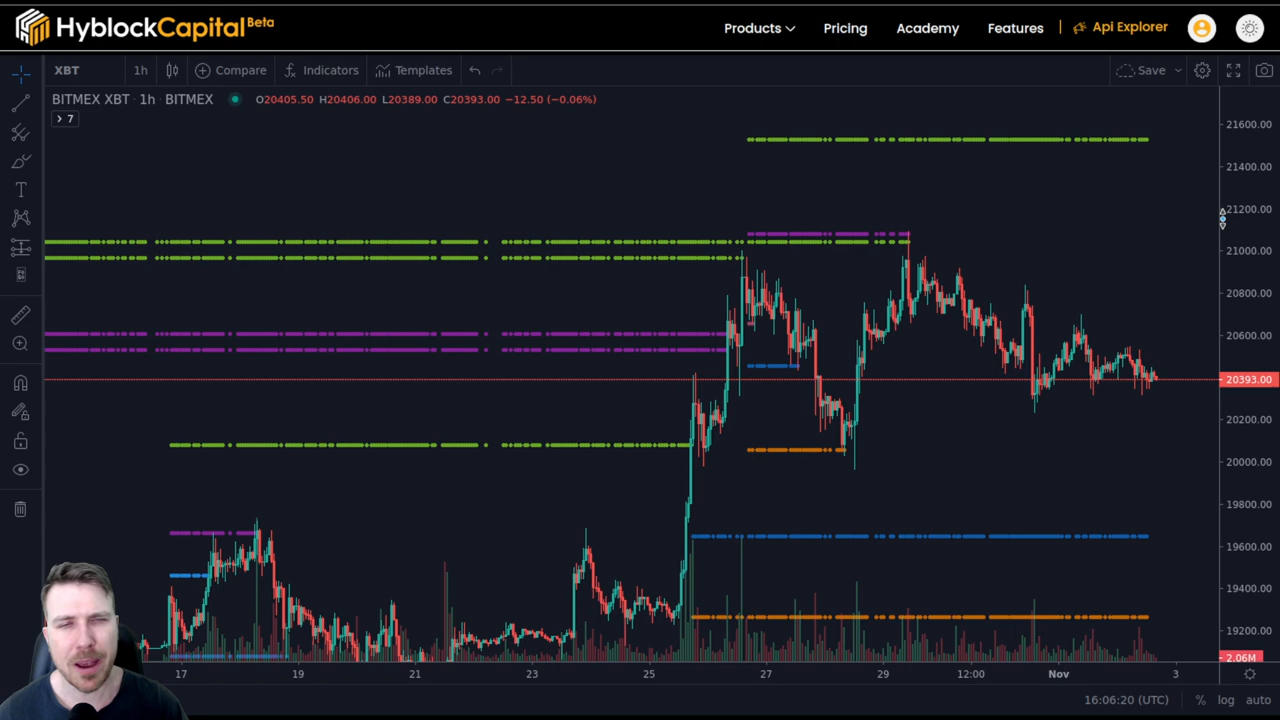 HyblockCapital Beta
Products Pricing Academy Features Api Explorer
XBT 1h Compare Indicators Templates Save
BITMEX XBT · 1h · BITMEX O20405.50 H20406.00 L20389.00 C20393.00 −12.50 (−0.06%)
7
21600.00
21400.00
21200.00
21000.00
20800.00
20600.00
20393.00
20200.00
20000.00
19800.00
19600.00
19400.00
19200.00
2.06M
17 19 21 23 25 27 29 12:00 Nov 3
16:06:20 (UTC) % log auto